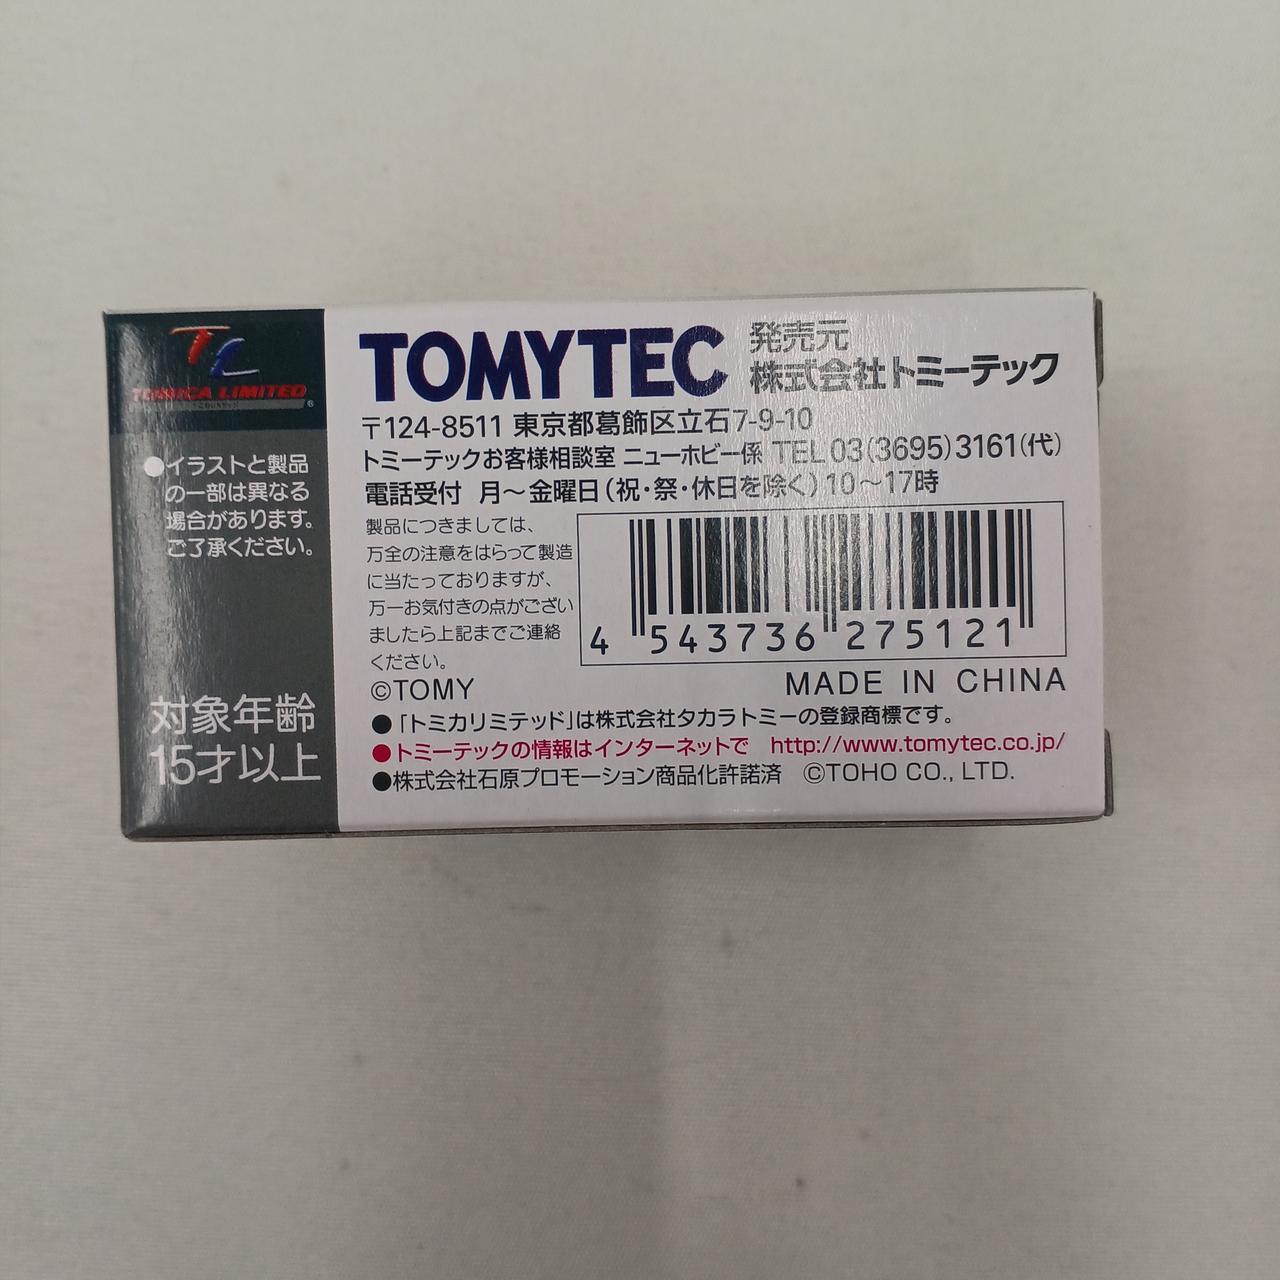 TOMICA LIMITED
®
●イラストと製品
の一部は異なる
場合があります。
ご了承ください。
対象年齢
15才以上
TOMYTEC
発売元
株式会社トミーテック
〒124-8511 東京都葛飾区立石7-9-10
トミーテックお客様相談室 ニューホビー係 TEL 03(3695)3161(代)
電話受付 月～金曜日(祝・祭・休日を除く)10～17時
製品につきましては、
万全の注意をはらって製造
に当たっておりますが、
万一お気付きの点がござい
ましたら上記までご連絡
ください。
4 543736 275121
©TOMY
MADE IN CHINA
●「トミカリミテッド」は株式会社タカラトミーの登録商標です。
●トミーテックの情報はインターネットで http://www.tomytec.co.jp/
●株式会社石原プロモーション商品化許諾済 ©TOHO CO., LTD.